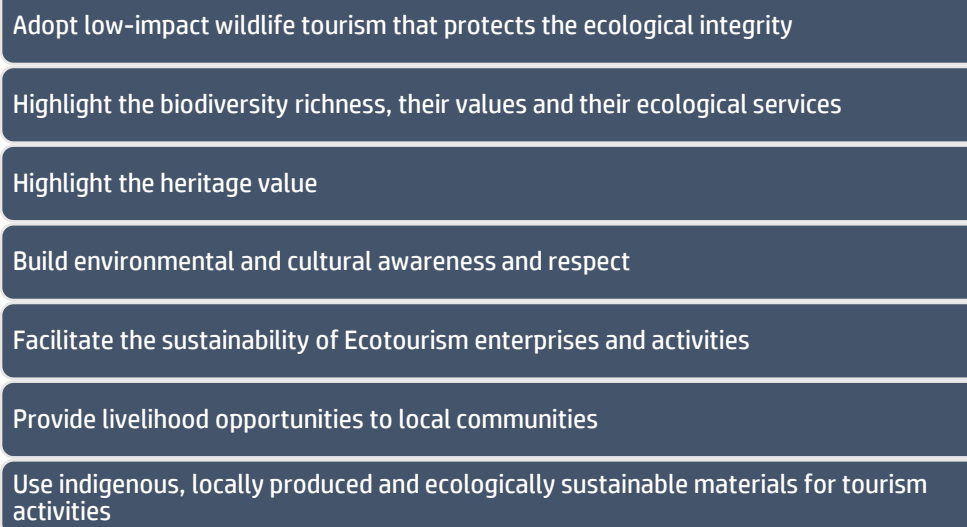 Adopt low-impact wildlife tourism that protects the ecological integrity
Highlight the biodiversity richness, their values and their ecological services
Highlight the heritage value
Build environmental and cultural awareness and respect
Facilitate the sustainability of Ecotourism enterprises and activities
Provide livelihood opportunities to local communities
Use indigenous, locally produced and ecologically sustainable materials for tourism
activities